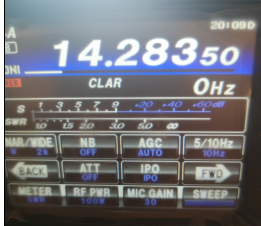 20:09D
A
14.28350
ONI
CLAR 0Hz
S 1 3 5 7 9 +20 +40 +60dB
SWR 1.0 1.5 2.0 3.0 5.0 ∞
NAR/WIDE NB AGC 5/10Hz
OFF AUTO 10Hz
BACK ATT IPO FWD
OFF IPO
METER RF PWR MIC GAIN SWEEP
SWR 100W 30